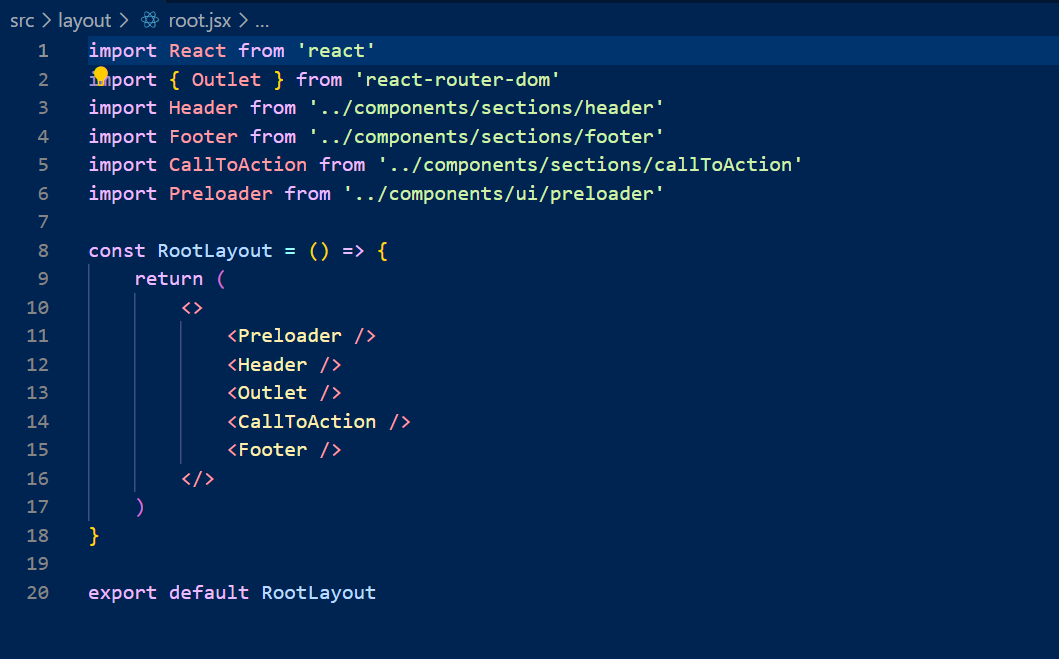 src > layout > root.jsx > ...
1 import React from 'react'
2 import { Outlet } from 'react-router-dom'
3 import Header from '../components/sections/header'
4 import Footer from '../components/sections/footer'
5 import CallToAction from '../components/sections/callToAction'
6 import Preloader from '../components/ui/preloader'
7
8 const RootLayout = () => {
9     return (
10         <>
11             <Preloader />
12             <Header />
13             <Outlet />
14             <CallToAction />
15             <Footer />
16         </>
17     )
18 }
19
20 export default RootLayout